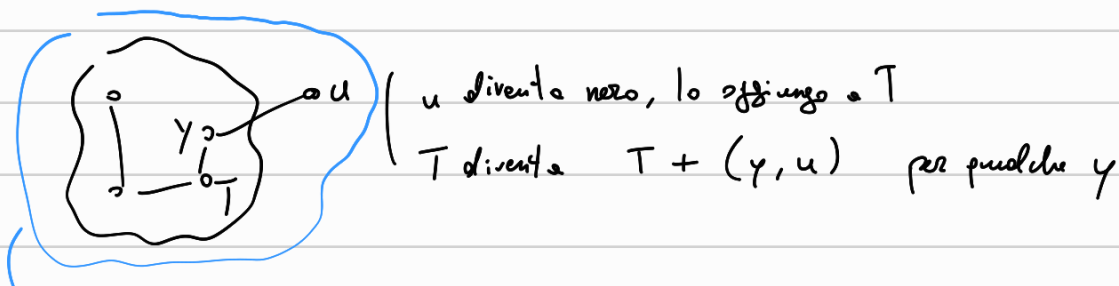 u diventa nero, lo aggiungo a T
T diventa T + (y, u) per qualche y
u
y
T